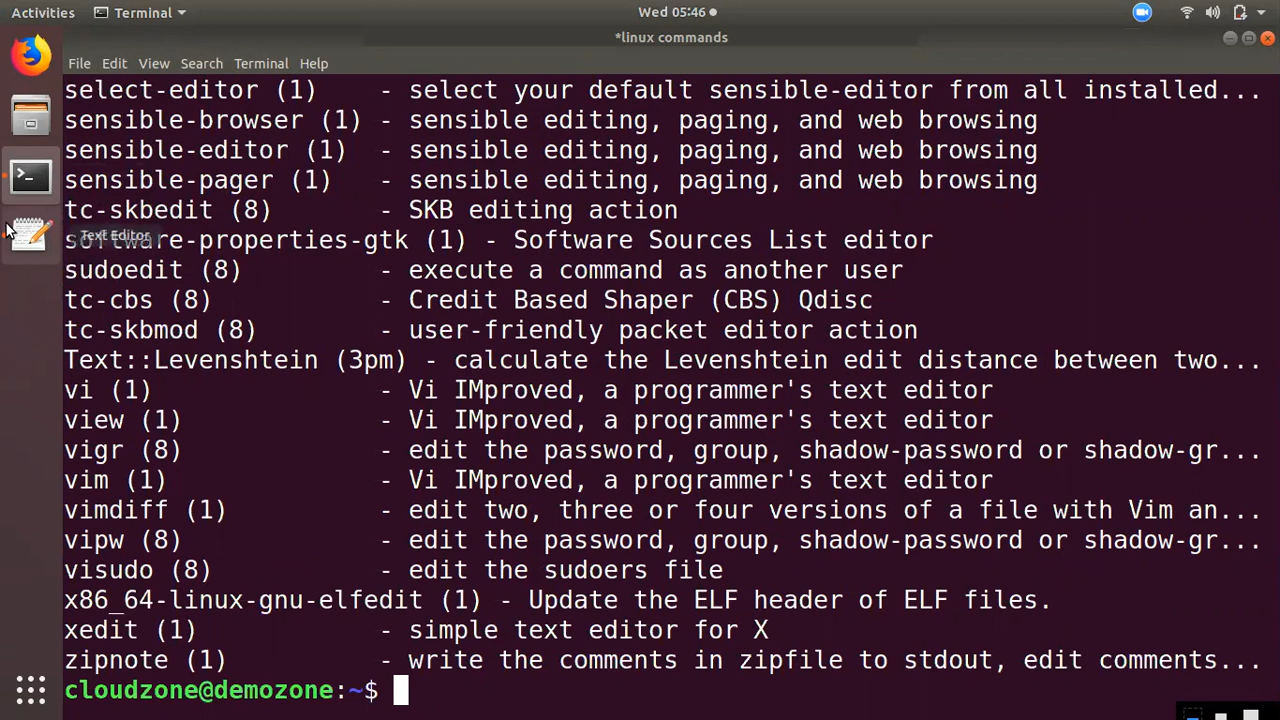 Activities Terminal Wed 05:46
*linux commands
File Edit View Search Terminal Help
select-editor (1) - select your default sensible-editor from all installed...
sensible-browser (1) - sensible editing, paging, and web browsing
sensible-editor (1) - sensible editing, paging, and web browsing
sensible-pager (1) - sensible editing, paging, and web browsing
tc-skbedit (8) - SKB editing action
Text Editor
software-properties-gtk (1) - Software Sources List editor
sudoedit (8) - execute a command as another user
tc-cbs (8) - Credit Based Shaper (CBS) Qdisc
tc-skbmod (8) - user-friendly packet editor action
Text::Levenshtein (3pm) - calculate the Levenshtein edit distance between two...
vi (1) - Vi IMproved, a programmer's text editor
view (1) - Vi IMproved, a programmer's text editor
vigr (8) - edit the password, group, shadow-password or shadow-gr...
vim (1) - Vi IMproved, a programmer's text editor
vimdiff (1) - edit two, three or four versions of a file with Vim an...
vipw (8) - edit the password, group, shadow-password or shadow-gr...
visudo (8) - edit the sudoers file
x86_64-linux-gnu-elfedit (1) - Update the ELF header of ELF files.
xedit (1) - simple text editor for X
zipnote (1) - write the comments in zipfile to stdout, edit comments...
cloudzone@demozone:~$